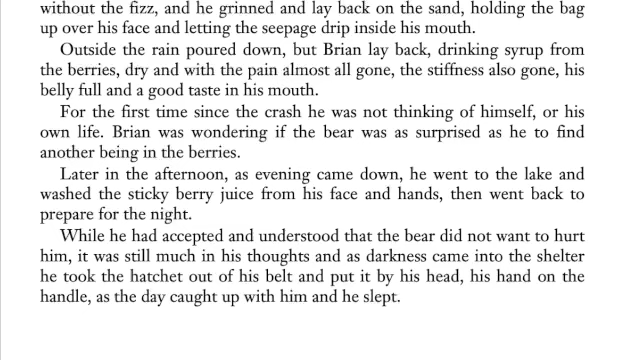 without the fizz, and he grinned and lay back on the sand, holding the bag
up over his face and letting the seepage drip inside his mouth.
Outside the rain poured down, but Brian lay back, drinking syrup from
the berries, dry and with the pain almost all gone, the stiffness also gone, his
belly full and a good taste in his mouth.
For the first time since the crash he was not thinking of himself, or his
own life. Brian was wondering if the bear was as surprised as he to find
another being in the berries.
Later in the afternoon, as evening came down, he went to the lake and
washed the sticky berry juice from his face and hands, then went back to
prepare for the night.
While he had accepted and understood that the bear did not want to hurt
him, it was still much in his thoughts and as darkness came into the shelter
he took the hatchet out of his belt and put it by his head, his hand on the
handle, as the day caught up with him and he slept.